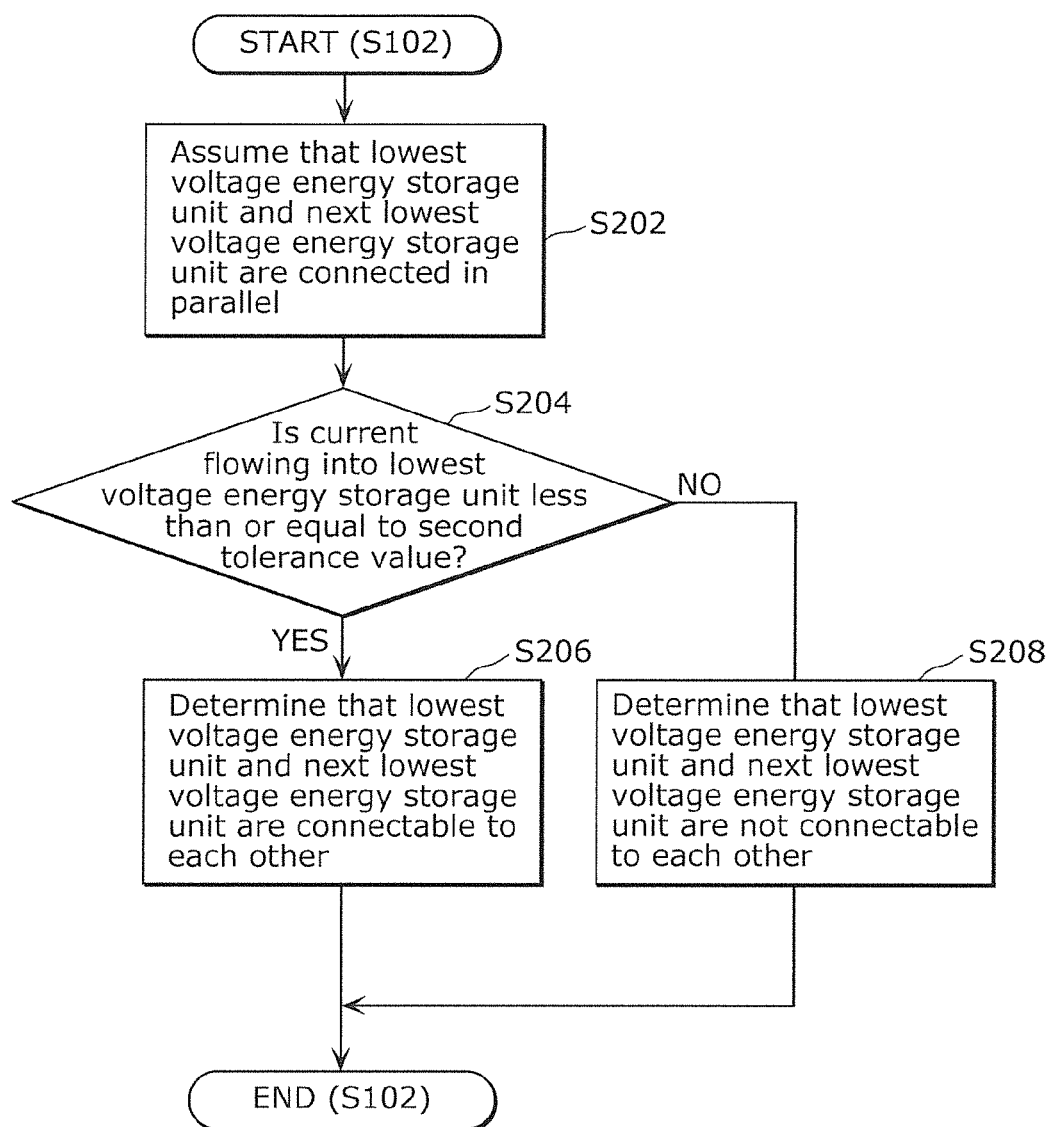 START (S102)
Assume that lowest
voltage energy storage
unit and next lowest
voltage energy storage
unit are connected in
parallel
S202
S204
Is current
flowing into lowest
voltage energy storage unit less
than or equal to second
tolerance value?
NO
YES
S206
Determine that lowest
voltage energy storage
unit and next lowest
voltage energy storage
unit are connectable to
each other
S208
Determine that lowest
voltage energy storage
unit and next lowest
voltage energy storage
unit are not connectable
to each other
END (S102)